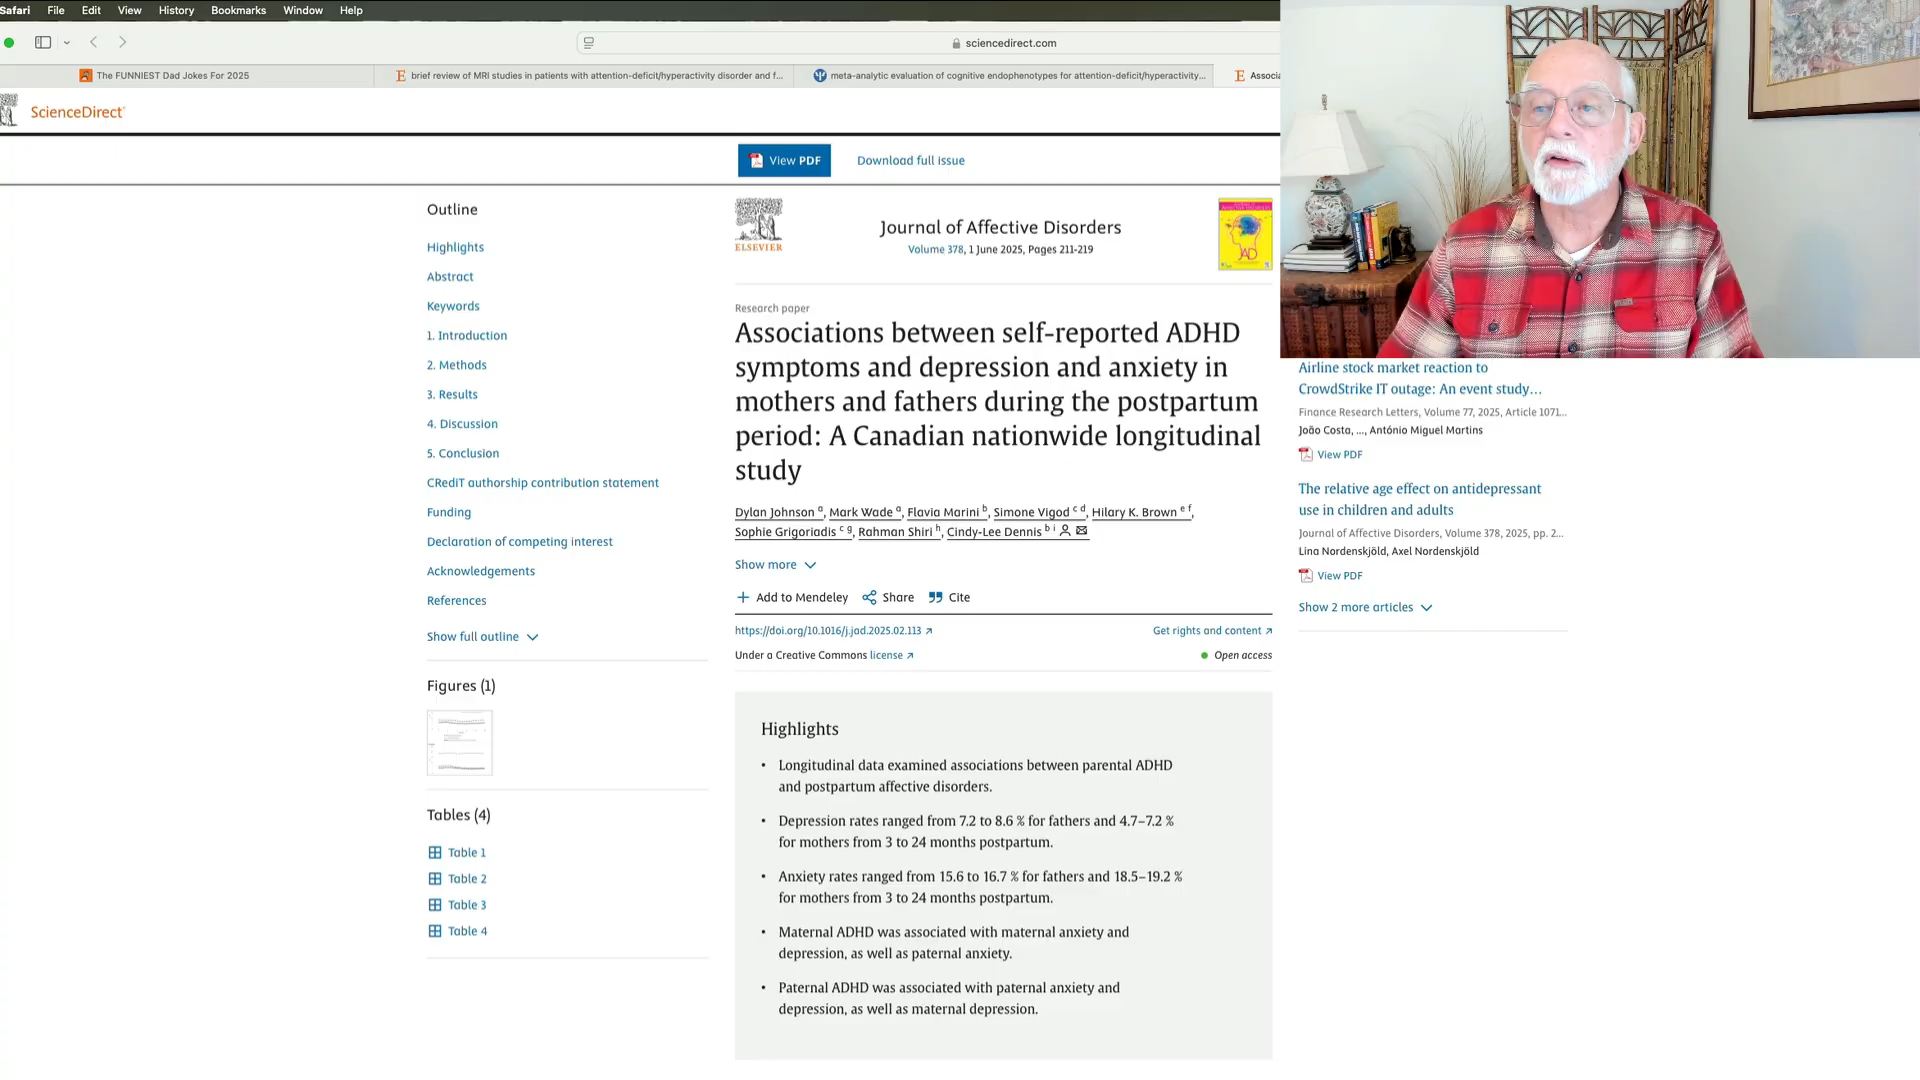 Safari File Edit View History Bookmarks Window Help
sciencedirect.com
The FUNNIEST Dad Jokes For 2025
brief review of MRI studies in patients with attention-deficit/hyperactivity disorder and f...
meta-analytic evaluation of cognitive endophenotypes for attention-deficit/hyperactivity...
Associa
ScienceDirect
View PDF
Download full issue
Outline
Highlights
Abstract
Keywords
1. Introduction
2. Methods
3. Results
4. Discussion
5. Conclusion
CRediT authorship contribution statement
Funding
Declaration of competing interest
Acknowledgements
References
Show full outline
Figures (1)
Tables (4)
Table 1
Table 2
Table 3
Table 4
ELSEVIER
Journal of Affective Disorders
Volume 378, 1 June 2025, Pages 211-219
JAD
Research paper
Associations between self-reported ADHD
symptoms and depression and anxiety in
mothers and fathers during the postpartum
period: A Canadian nationwide longitudinal
study
Dylan Johnson a, Mark Wade a, Flavia Marini b, Simone Vigod c d, Hilary K. Brown e f,
Sophie Grigoriadis c g, Rahman Shiri h, Cindy-Lee Dennis b i
Show more
Add to Mendeley Share Cite
https://doi.org/10.1016/j.jad.2025.02.113
Get rights and content
Under a Creative Commons license
Open access
Highlights
• Longitudinal data examined associations between parental ADHD
and postpartum affective disorders.
• Depression rates ranged from 7.2 to 8.6 % for fathers and 4.7–7.2 %
for mothers from 3 to 24 months postpartum.
• Anxiety rates ranged from 15.6 to 16.7 % for fathers and 18.5–19.2 %
for mothers from 3 to 24 months postpartum.
• Maternal ADHD was associated with maternal anxiety and
depression, as well as paternal anxiety.
• Paternal ADHD was associated with paternal anxiety and
depression, as well as maternal depression.
Airline stock market reaction to
CrowdStrike IT outage: An event study...
Finance Research Letters, Volume 77, 2025, Article 1071...
João Costa, ..., António Miguel Martins
View PDF
The relative age effect on antidepressant
use in children and adults
Journal of Affective Disorders, Volume 378, 2025, pp. 2...
Lina Nordenskjöld, Axel Nordenskjöld
View PDF
Show 2 more articles